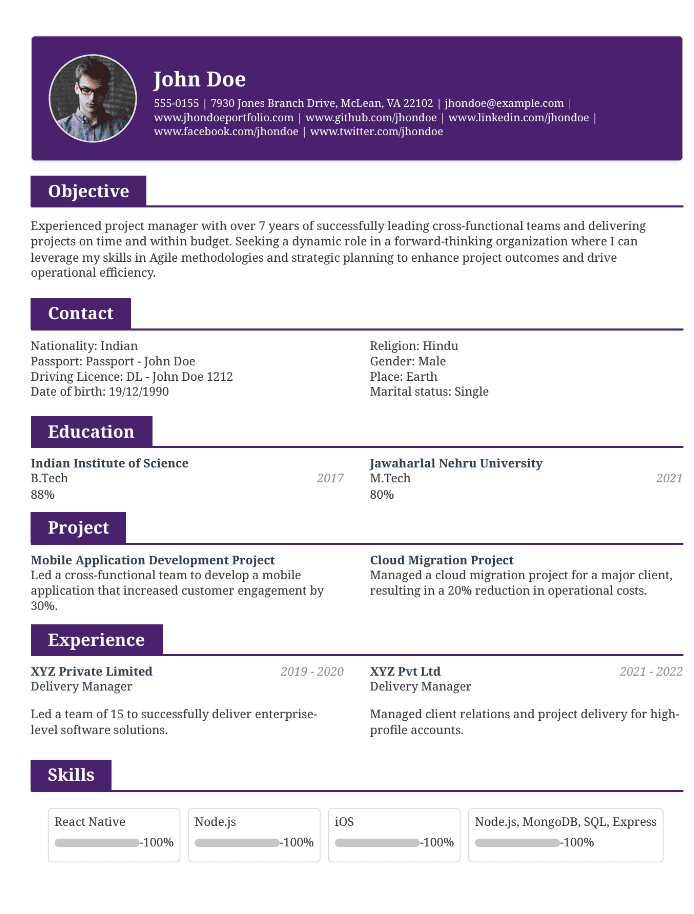 John Doe
555-0155 | 7930 Jones Branch Drive, McLean, VA 22102 | jhondoe@example.com |
www.jhondoeportfolio.com | www.github.com/jhondoe | www.linkedin.com/jhondoe |
www.facebook.com/jhondoe | www.twitter.com/jhondoe
Objective
Experienced project manager with over 7 years of successfully leading cross-functional teams and delivering
projects on time and within budget. Seeking a dynamic role in a forward-thinking organization where I can
leverage my skills in Agile methodologies and strategic planning to enhance project outcomes and drive
operational efficiency.
Contact
Nationality: Indian
Passport: Passport - John Doe
Driving Licence: DL - John Doe 1212
Date of birth: 19/12/1990
Religion: Hindu
Gender: Male
Place: Earth
Marital status: Single
Education
Indian Institute of Science
B.Tech 2017
88%
Jawaharlal Nehru University
M.Tech 2021
80%
Project
Mobile Application Development Project
Led a cross-functional team to develop a mobile
application that increased customer engagement by
30%.
Cloud Migration Project
Managed a cloud migration project for a major client,
resulting in a 20% reduction in operational costs.
Experience
XYZ Private Limited 2019 - 2020
Delivery Manager
Led a team of 15 to successfully deliver enterprise-
level software solutions.
XYZ Pvt Ltd 2021 - 2022
Delivery Manager
Managed client relations and project delivery for high-
profile accounts.
Skills
React Native
-100%
Node.js
-100%
iOS
-100%
Node.js, MongoDB, SQL, Express
-100%